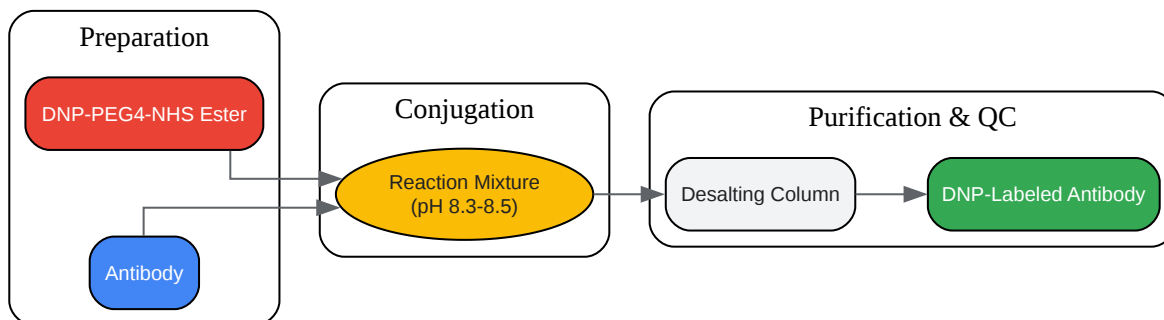 Preparation
DNP-PEG4-NHS Ester
Antibody
Conjugation
Reaction Mixture
(pH 8.3-8.5)
Purification & QC
Desalting Column
DNP-Labeled Antibody